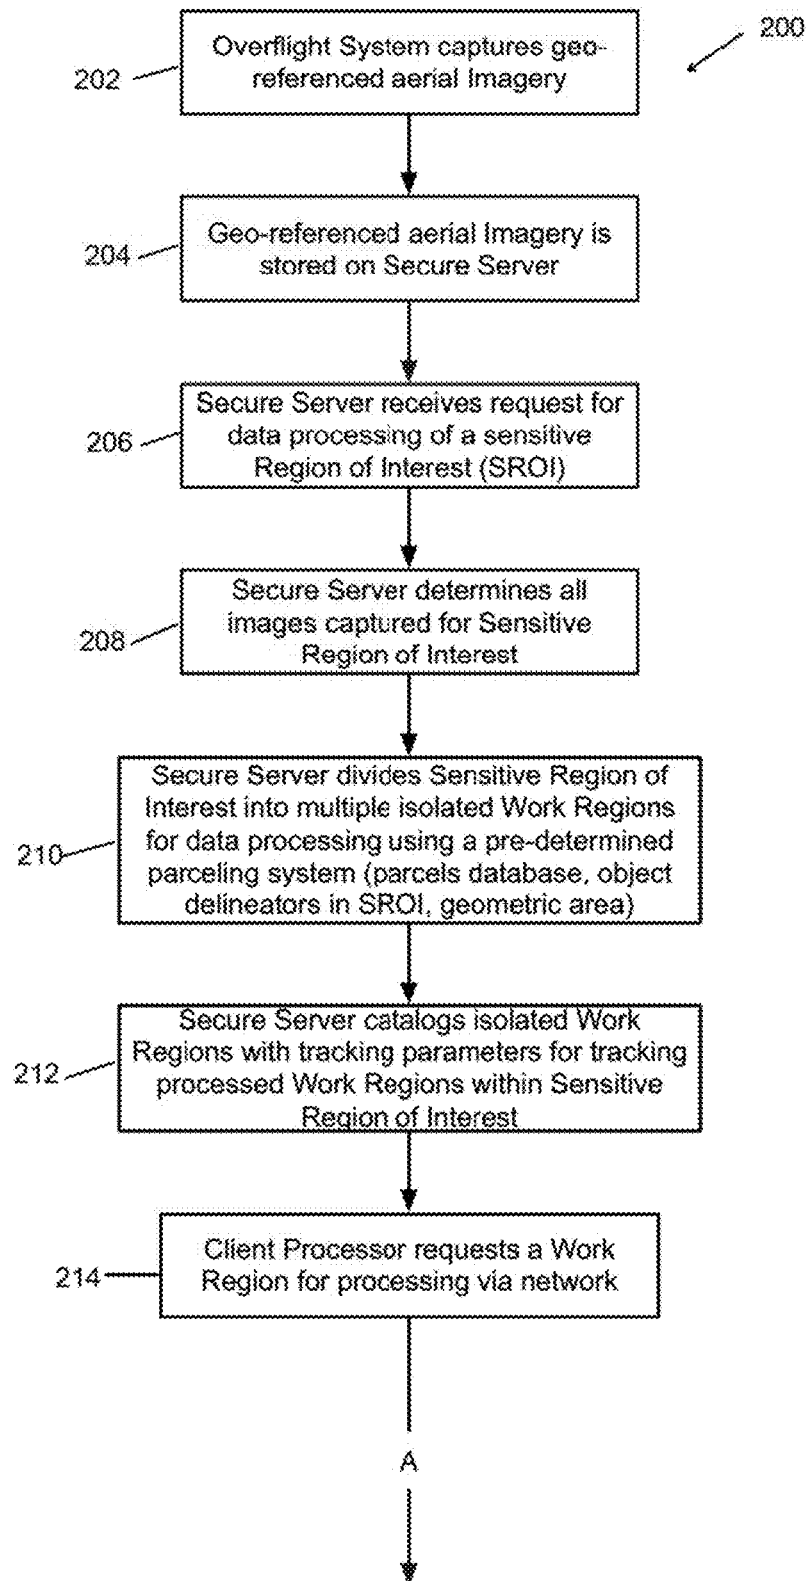 200
Overflight System captures geo-
referenced aerial Imagery
202
Geo-referenced aerial Imagery is
stored on Secure Server
204
Secure Server receives request for
data processing of a sensitive
Region of Interest (SROI)
206
Secure Server determines all
images captured for Sensitive
Region of Interest
208
Secure Server divides Sensitive Region of
Interest into multiple isolated Work Regions
for data processing using a pre-determined
parceling system (parcels database, object
delineators in SROI, geometric area)
210
Secure Server catalogs isolated Work
Regions with tracking parameters for tracking
processed Work Regions within Sensitive
Region of Interest
212
Client Processor requests a Work
Region for processing via network
214
A